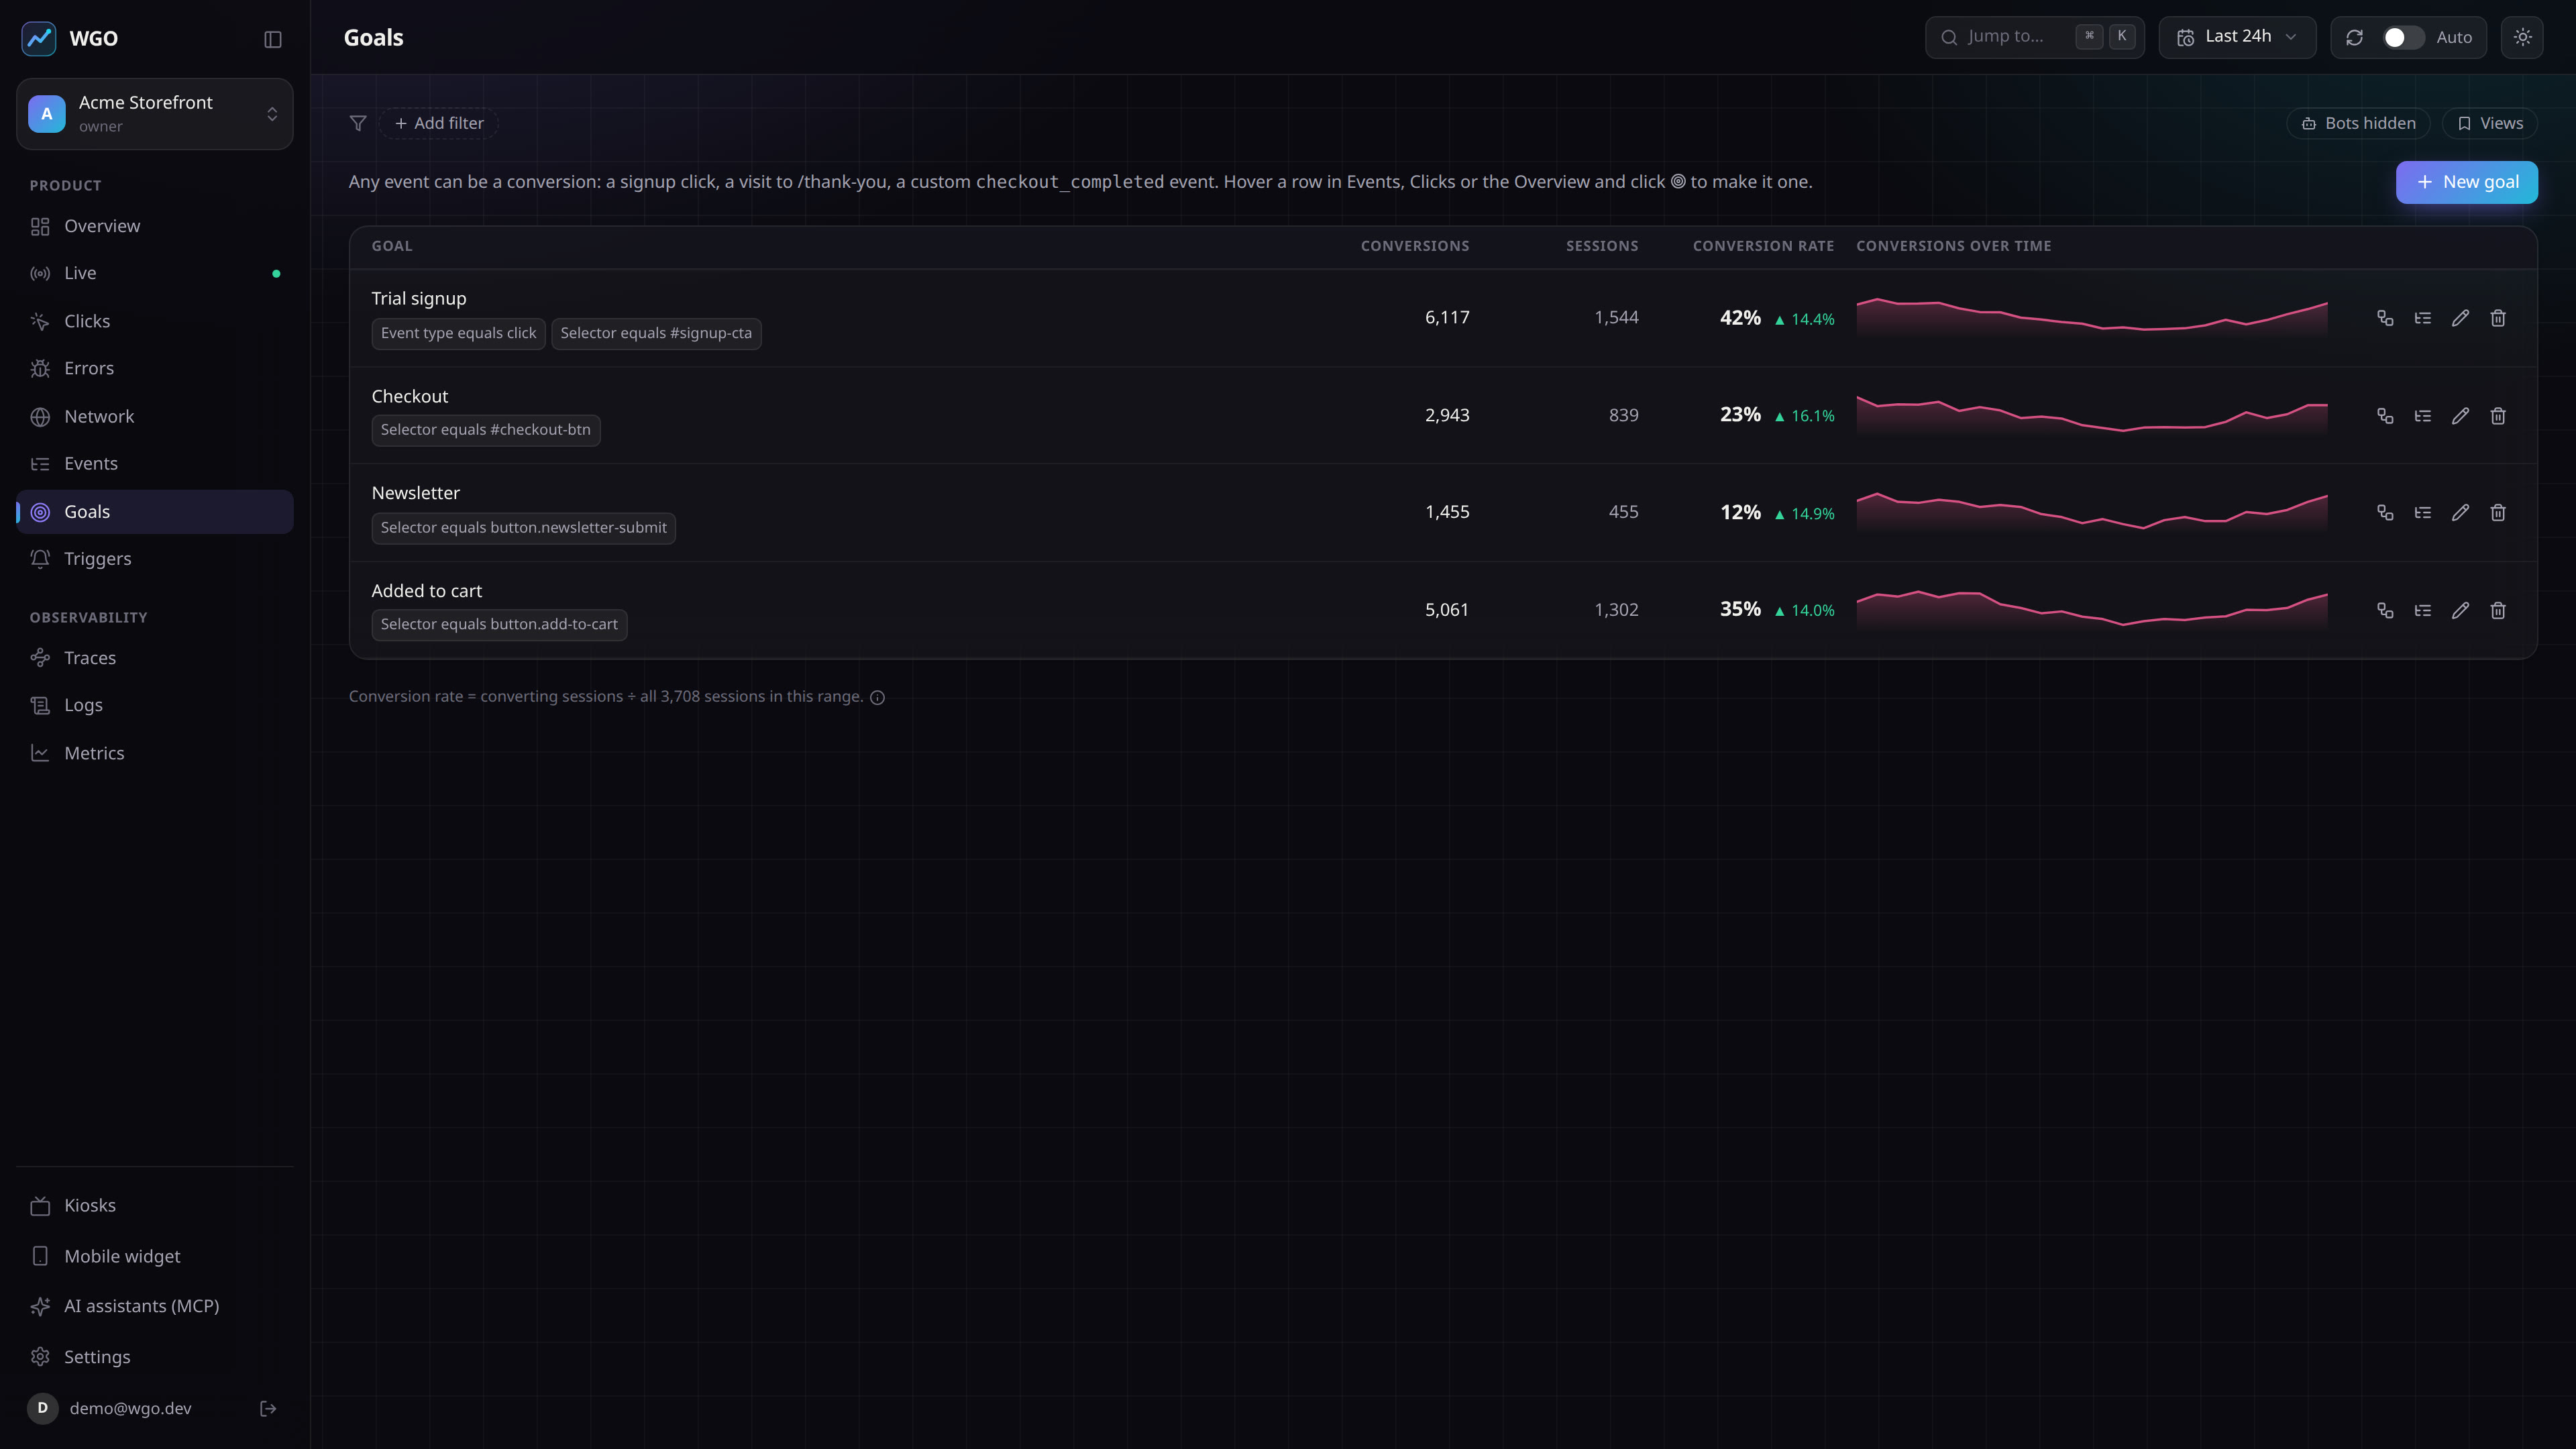 WGO
Goals
Jump to...
⌘ K
Last 24h
Auto
A
Acme Storefront
owner
PRODUCT
Overview
Live
Clicks
Errors
Network
Events
Goals
Triggers
OBSERVABILITY
Traces
Logs
Metrics
Kiosks
Mobile widget
AI assistants (MCP)
Settings
D demo@wgo.dev
+ Add filter
Bots hidden
Views
Any event can be a conversion: a signup click, a visit to /thank-you, a custom checkout_completed event. Hover a row in Events, Clicks or the Overview and click to make it one.
+ New goal
GOAL CONVERSIONS SESSIONS CONVERSION RATE CONVERSIONS OVER TIME
Trial signup
Event type equals click Selector equals #signup-cta
6,117 1,544 42% ▲ 14.4%
Checkout
Selector equals #checkout-btn
2,943 839 23% ▲ 16.1%
Newsletter
Selector equals button.newsletter-submit
1,455 455 12% ▲ 14.9%
Added to cart
Selector equals button.add-to-cart
5,061 1,302 35% ▲ 14.0%
Conversion rate = converting sessions ÷ all 3,708 sessions in this range.